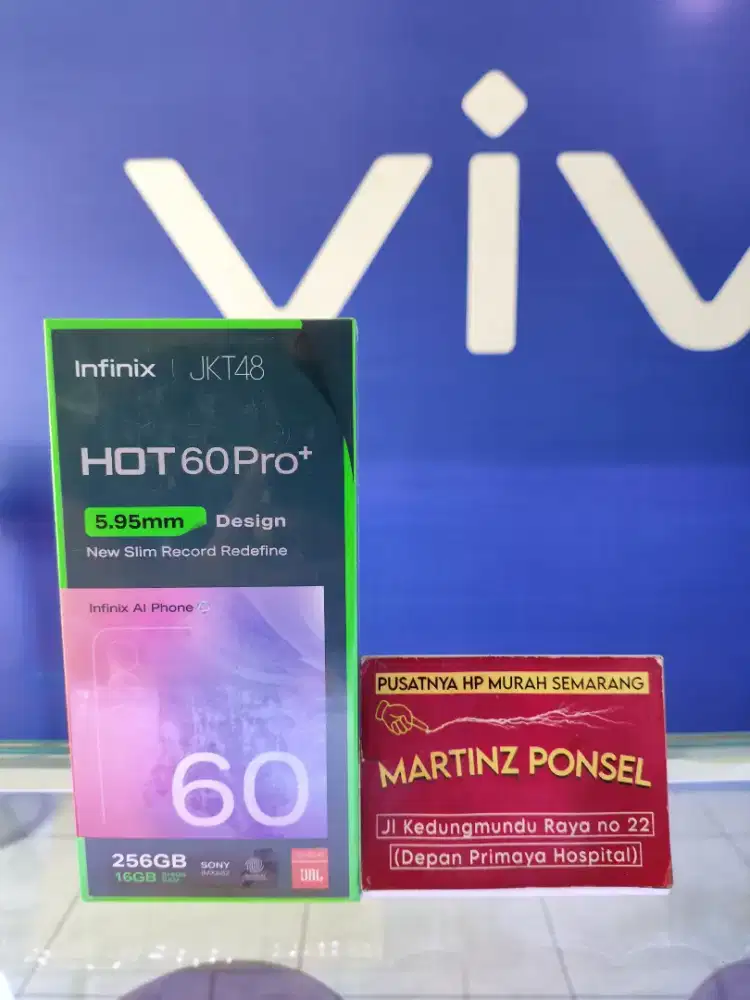 viv
Infinix | JKT48
HOT 60 Pro+
5.95mm Design
New Slim Record Redefine
Infinix AI Phone
60
256GB
16GB
SONY
JBL
PUSATNYA HP MURAH SEMARANG
MARTINZ PONSEL
Jl Kedungmundu Raya no 22
(Depan Primaya Hospital)